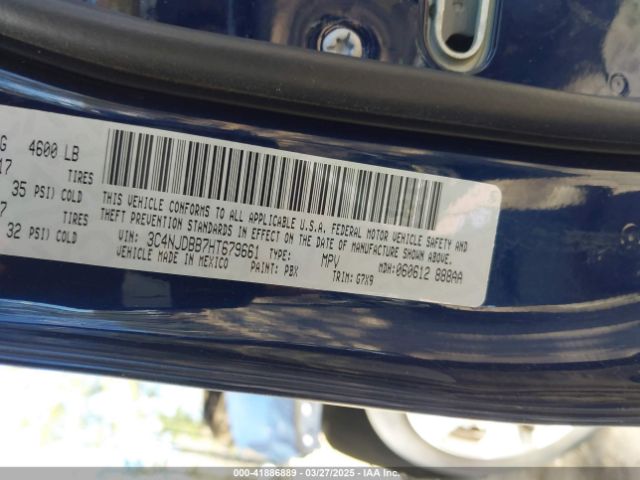 G 4600 LB
17 TIRES
35 PSI) COLD
7 TIRES
32 PSI) COLD
THIS VEHICLE CONFORMS TO ALL APPLICABLE U.S.A. FEDERAL MOTOR VEHICLE SAFETY AND
THEFT PREVENTION STANDARDS IN EFFECT ON THE DATE OF MANUFACTURE SHOWN ABOVE.
VIN: 3C4NJDBB7HT679661 TYPE: MPV MDH:060612 888AA
VEHICLE MADE IN MEXICO PAINT: PBX TRIM: G7X9
00-41886889 / 03/27/2025 / IAA Vehicles